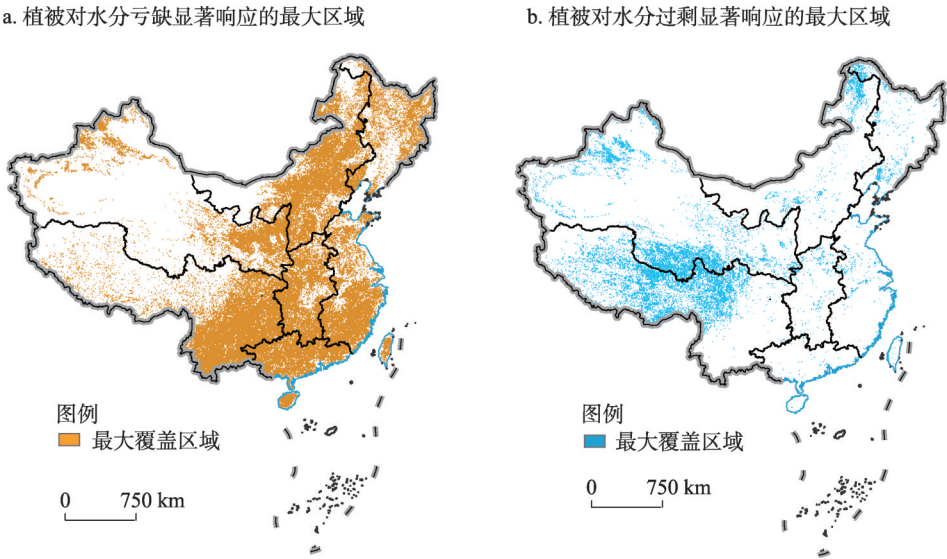 a. 植被对水分亏缺显著响应的最大区域
b. 植被对水分过剩显著响应的最大区域
图例
最大覆盖区域
0 750 km
图例
最大覆盖区域
0 750 km